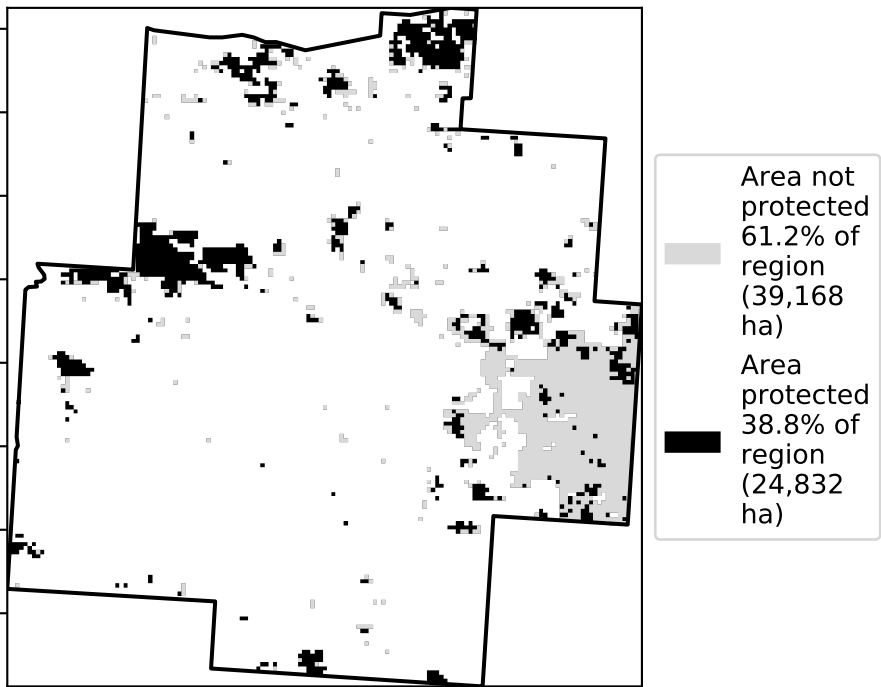 Area not
protected
61.2% of
region
(39,168
ha)
Area
protected
38.8% of
region
(24,832
ha)